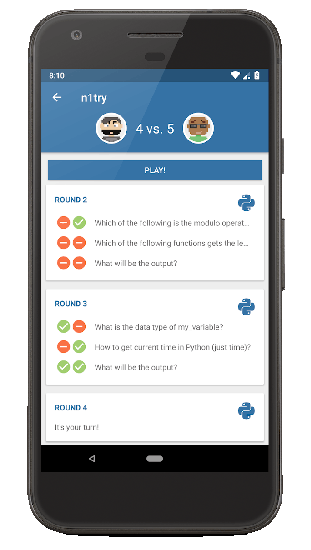 8:10
n1try
4 vs. 5
PLAY!
ROUND 2
Which of the following is the modulo operat...
Which of the following functions gets the le...
What will be the output?
ROUND 3
What is the data type of my_variable?
How to get current time in Python (just time)?
What will be the output?
ROUND 4
It's your turn!